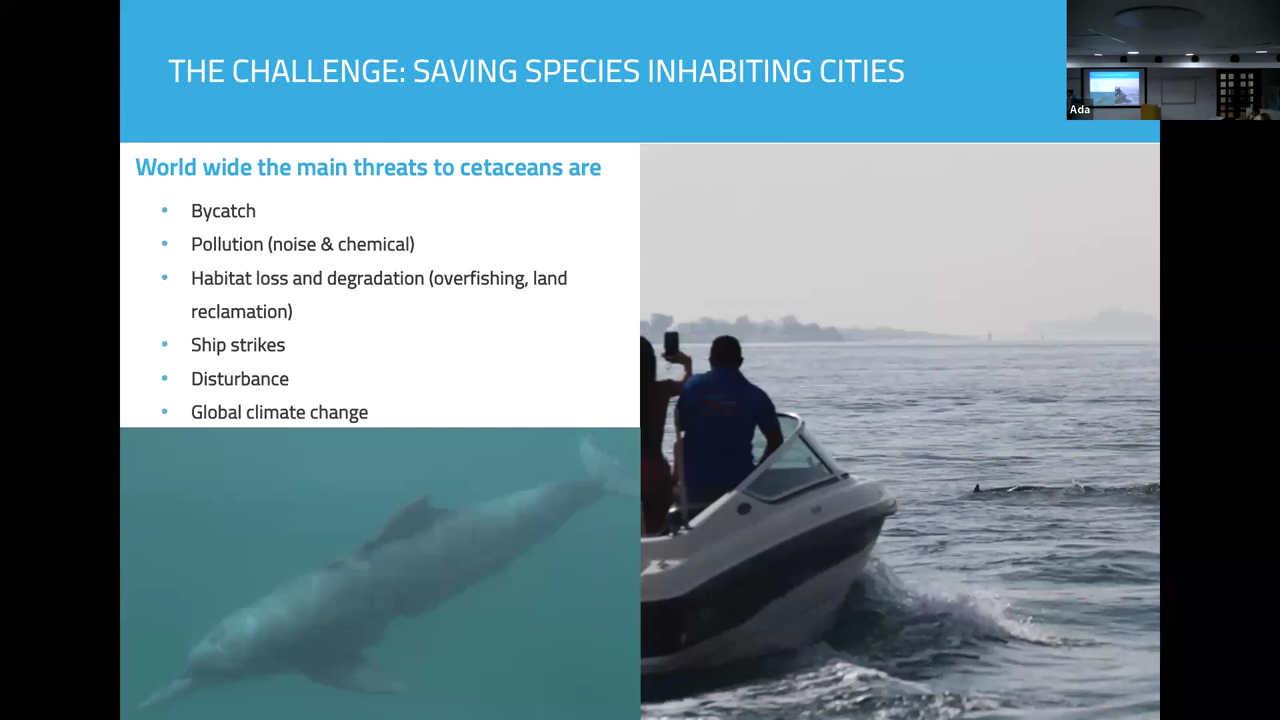 THE CHALLENGE: SAVING SPECIES INHABITING CITIES
Ada
World wide the main threats to cetaceans are
• Bycatch
• Pollution (noise & chemical)
• Habitat loss and degradation (overfishing, land
reclamation)
• Ship strikes
• Disturbance
• Global climate change